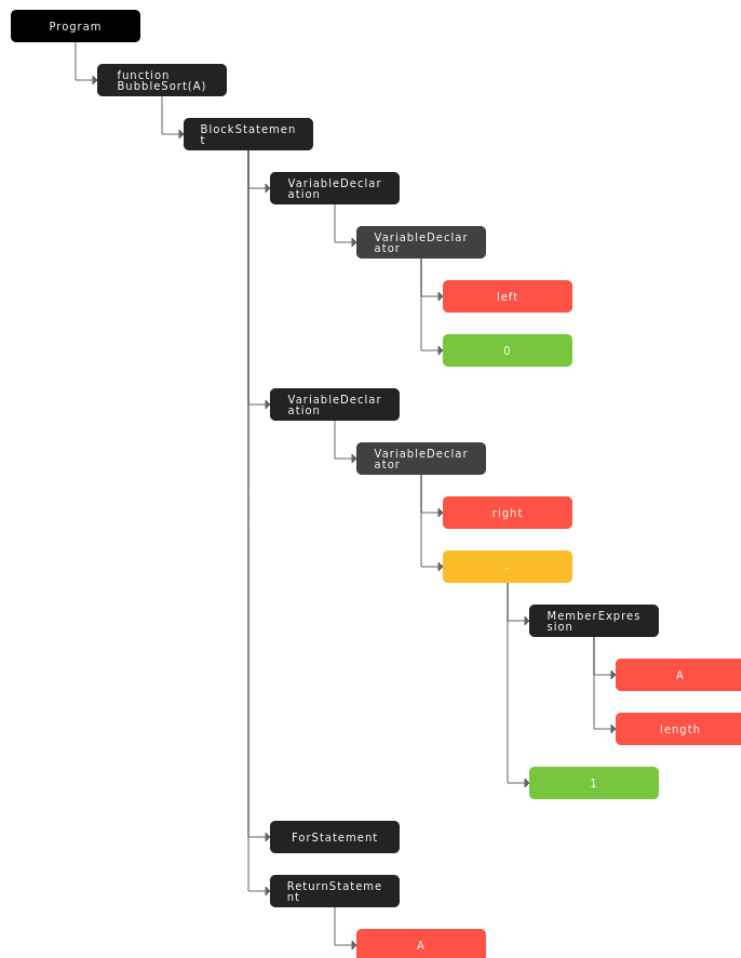 Program
function
BubbleSort(A)
BlockStatemen
t
VariableDeclar
ation
VariableDeclar
ator
left
0
VariableDeclar
ation
VariableDeclar
ator
right
-
MemberExpres
sion
A
length
1
ForStatement
ReturnStateme
nt
A